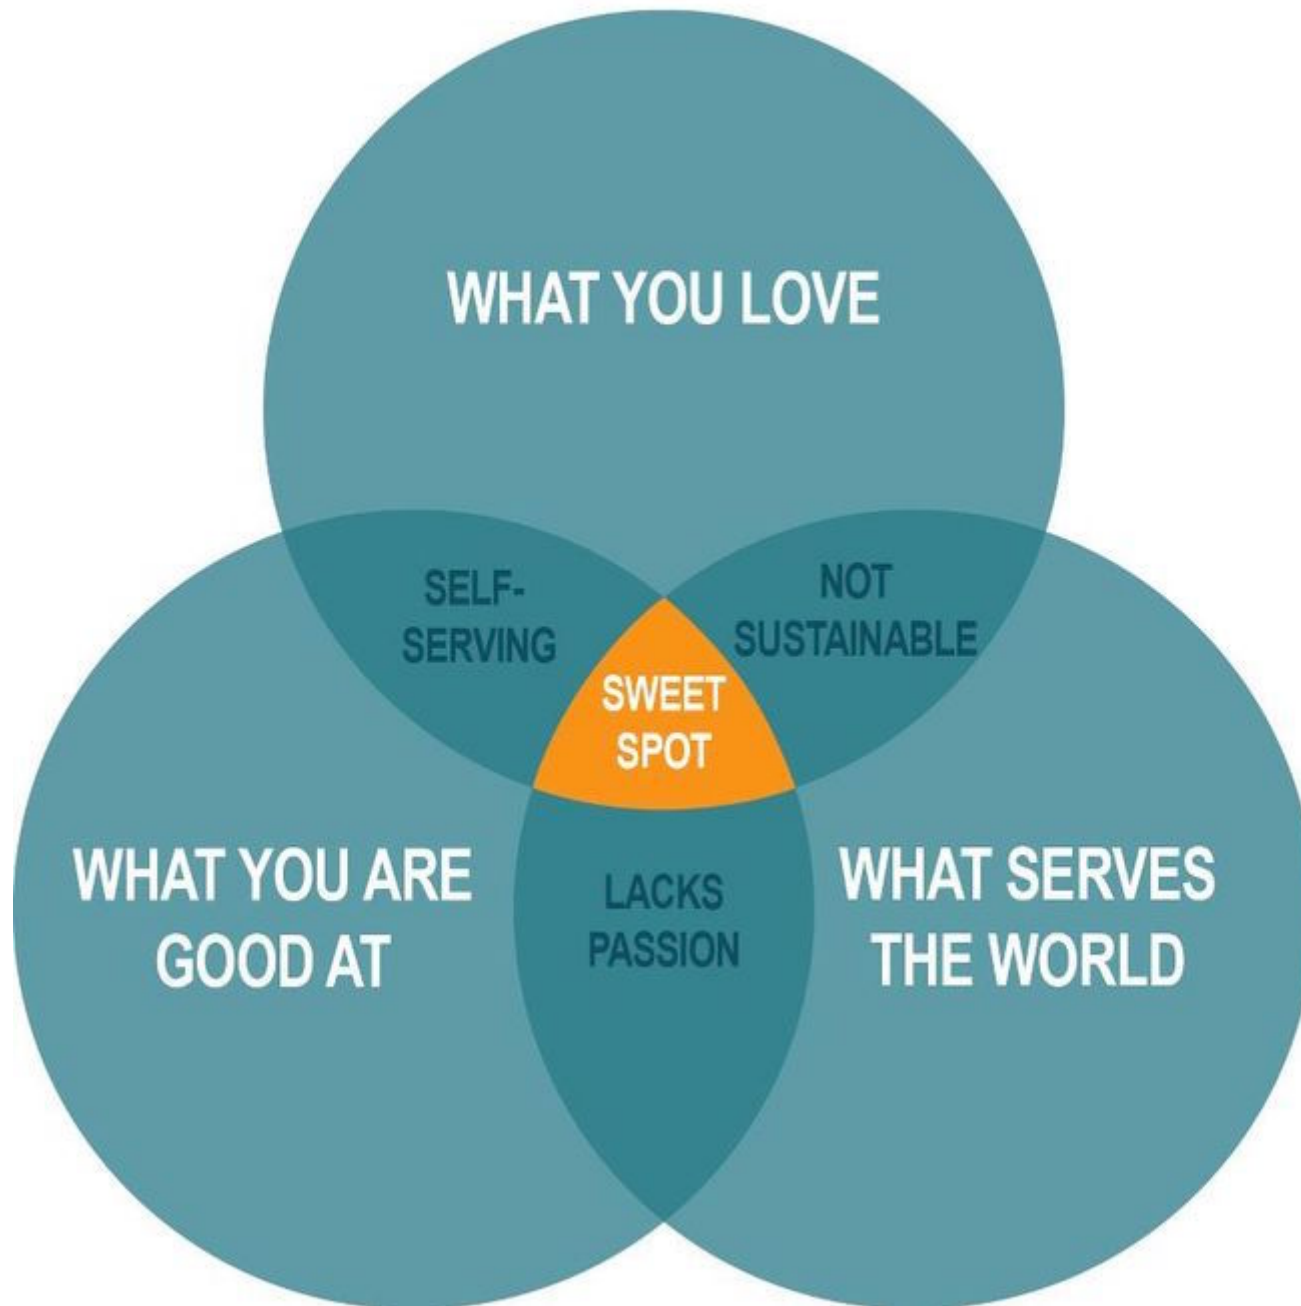 WHAT YOU LOVE
SELF-
SERVING
NOT
SUSTAINABLE
SWEET
SPOT
WHAT YOU ARE
GOOD AT
LACKS
PASSION
WHAT SERVES
THE WORLD